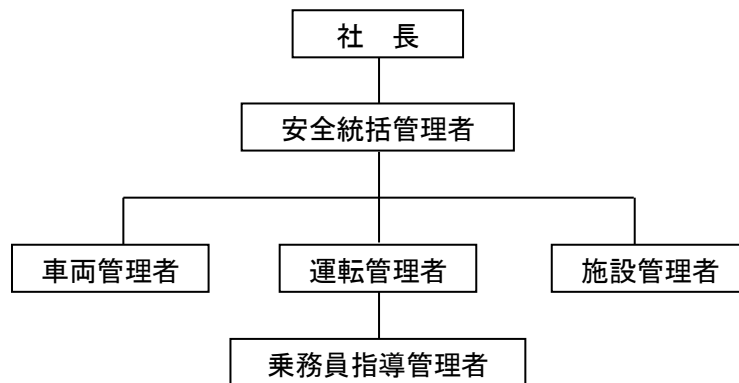 社　長
安全統括管理者
車両管理者
運転管理者
施設管理者
乗務員指導管理者